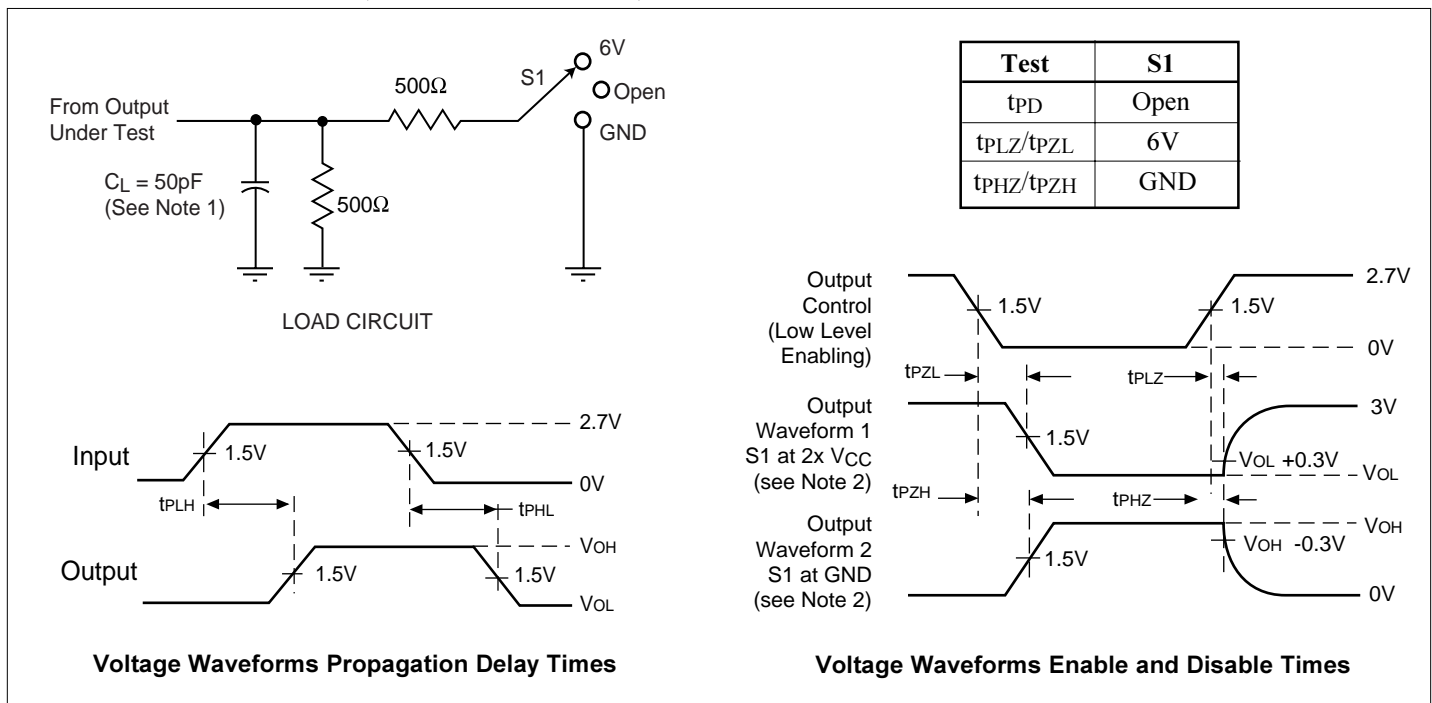 6V
S1
500Ω
Open
From Output
Under Test
GND
CL = 50pF
(See Note 1)
500Ω
LOAD CIRCUIT
Test S1
tPD Open
tPLZ/tPZL 6V
tPHZ/tPZH GND
Input
1.5V
1.5V
2.7V
0V
tPLH
tPHL
Output
1.5V
1.5V
VOH
VOL
Voltage Waveforms Propagation Delay Times
Output
Control
(Low Level
Enabling)
1.5V
1.5V
2.7V
0V
tPZL
tPLZ
Output
Waveform 1
S1 at 2x VCC
(see Note 2)
1.5V
3V
VOL +0.3V
VOL
tPZH
tPHZ
Output
Waveform 2
S1 at GND
(see Note 2)
1.5V
VOH
VOH -0.3V
0V
Voltage Waveforms Enable and Disable Times